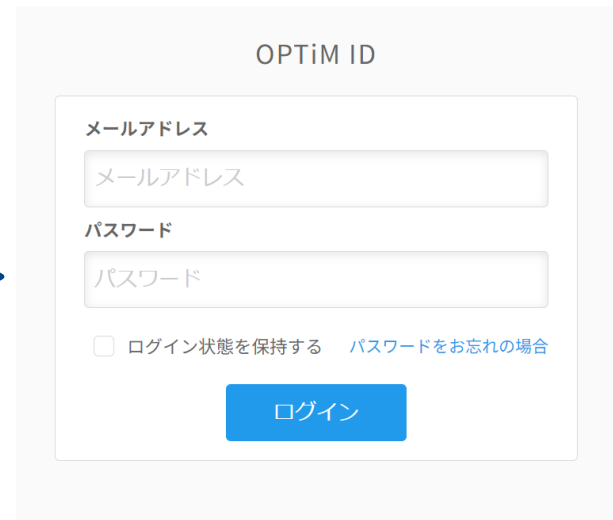 OPTiM ID
メールアドレス
メールアドレス
パスワード
パスワード
ログイン状態を保持する パスワードをお忘れの場合
ログイン